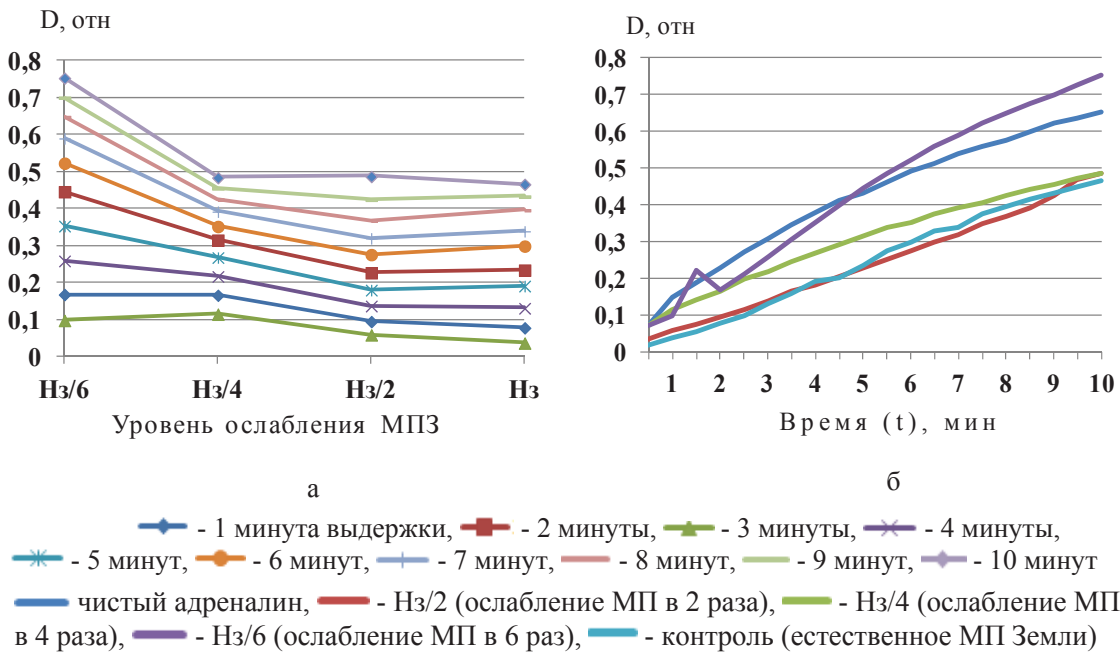 D, отн
0,8
0,7
0,6
0,5
0,4
0,3
0,2
0,1
0
Нз/6 Нз/4 Нз/2 Нз
Уровень ослабления МПЗ
а
D, отн
0,8
0,7
0,6
0,5
0,4
0,3
0,2
0,1
0
1 2 3 4 5 6 7 8 9 10
Время (t), мин
б
- 1 минута выдержки, - 2 минуты, - 3 минуты, - 4 минуты,
- 5 минут, - 6 минут, - 7 минут, - 8 минут, - 9 минут, - 10 минут
чистый адреналин, - Нз/2 (ослабление МП в 2 раза), - Нз/4 (ослабление МП
в 4 раза), - Нз/6 (ослабление МП в 6 раз), - контроль (естественное МП Земли)